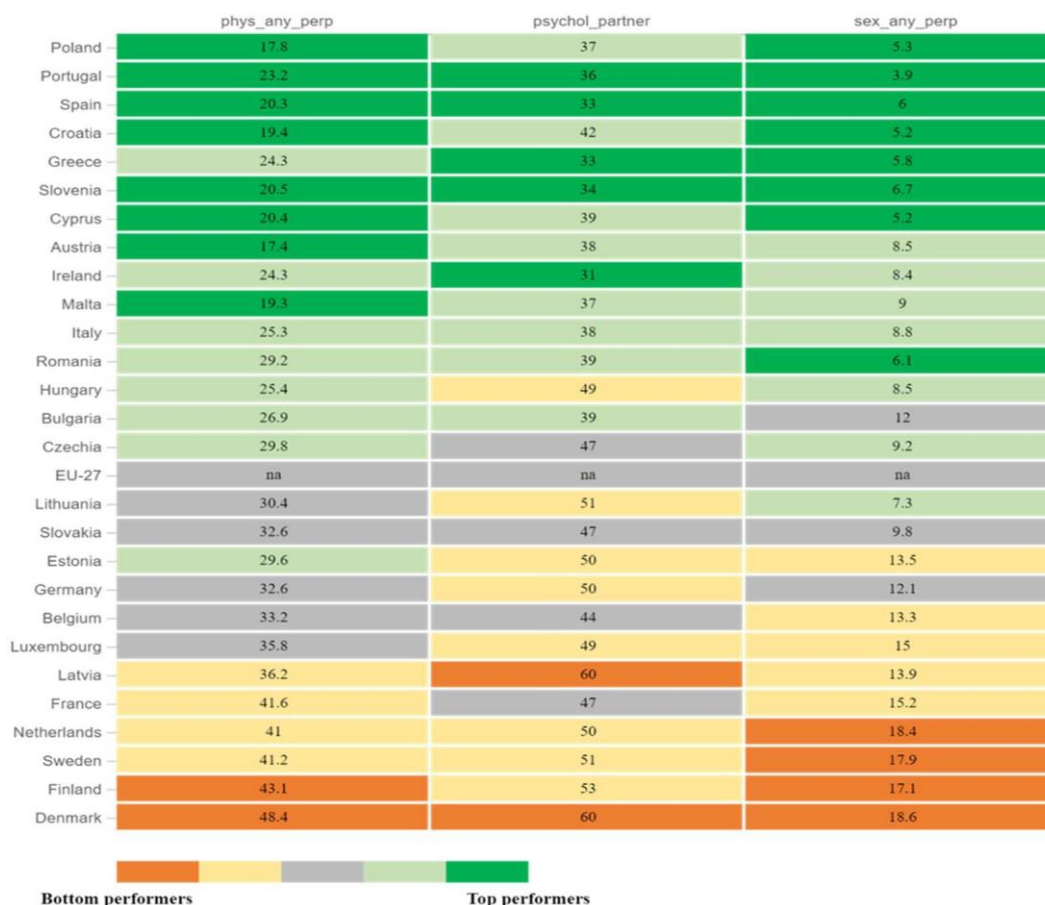 phys_any_perp psychol_partner sex_any_perp
Poland 17.8 37 5.3
Portugal 23.2 36 3.9
Spain 20.3 33 6
Croatia 19.4 42 5.2
Greece 24.3 33 5.8
Slovenia 20.5 34 6.7
Cyprus 20.4 39 5.2
Austria 17.4 38 8.5
Ireland 24.3 31 8.4
Malta 19.3 37 9
Italy 25.3 38 8.8
Romania 29.2 39 6.1
Hungary 25.4 49 8.5
Bulgaria 26.9 39 12
Czechia 29.8 47 9.2
EU-27 na na na
Lithuania 30.4 51 7.3
Slovakia 32.6 47 9.8
Estonia 29.6 50 13.5
Germany 32.6 50 12.1
Belgium 33.2 44 13.3
Luxembourg 35.8 49 15
Latvia 36.2 60 13.9
France 41.6 47 15.2
Netherlands 41 50 18.4
Sweden 41.2 51 17.9
Finland 43.1 53 17.1
Denmark 48.4 60 18.6
Bottom performers Top performers